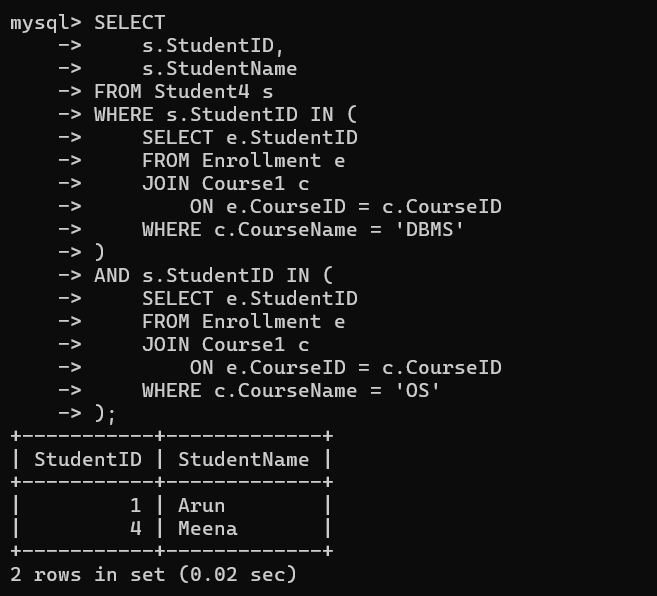 mysql> SELECT
    ->     s.StudentID,
    ->     s.StudentName
    -> FROM Student4 s
    -> WHERE s.StudentID IN (
    ->     SELECT e.StudentID
    ->     FROM Enrollment e
    ->     JOIN Course1 c
    ->         ON e.CourseID = c.CourseID
    ->     WHERE c.CourseName = 'DBMS'
    -> )
    -> AND s.StudentID IN (
    ->     SELECT e.StudentID
    ->     FROM Enrollment e
    ->     JOIN Course1 c
    ->         ON e.CourseID = c.CourseID
    ->     WHERE c.CourseName = 'OS'
    -> );
+-----------+-------------+
| StudentID | StudentName |
+-----------+-------------+
|         1 | Arun        |
|         4 | Meena       |
+-----------+-------------+
2 rows in set (0.02 sec)